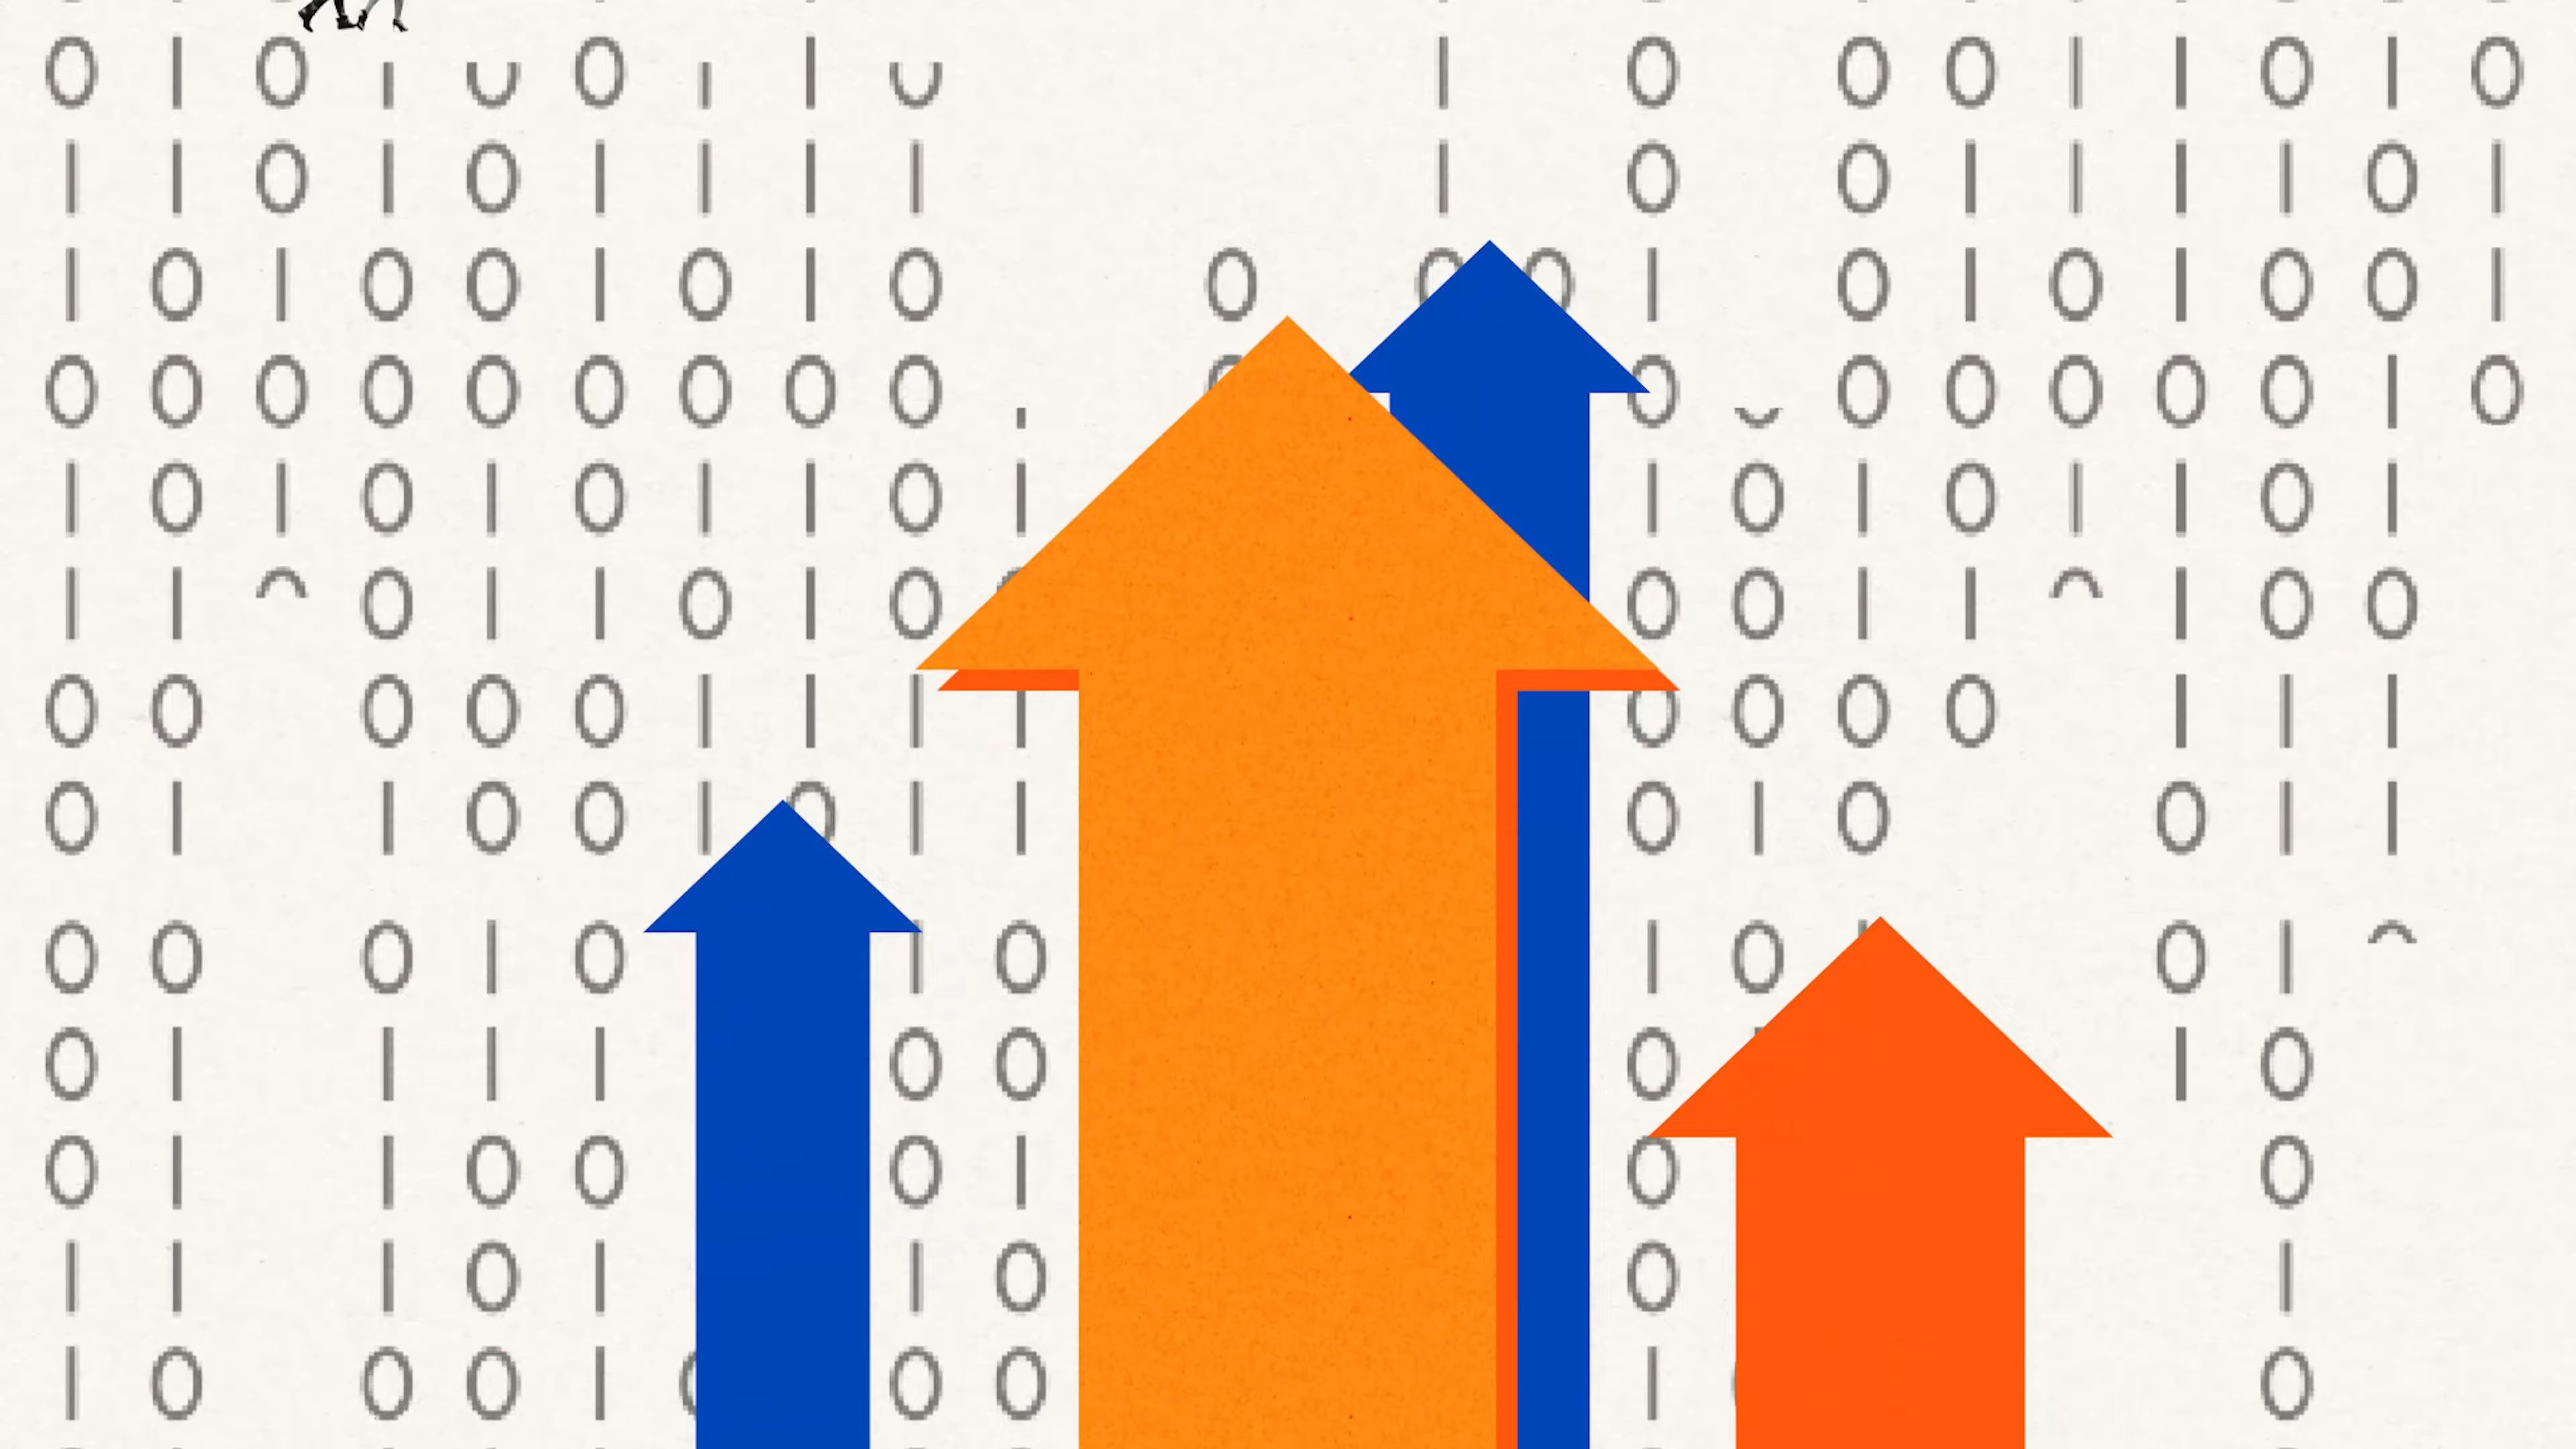 0 1 0 0 1 0 0 0 1 1 0 1 0
1 1 0 1 0 1 1 1 1 1 0 0 1 1 1 1 0 1
1 0 1 0 0 1 0 1 0 0 0 0 1 0 1 0 1 0 0 1
0 0 0 0 0 0 0 0 0 0 0 0 0 0 0 1 0
1 0 1 0 1 0 1 1 0 1 1 0 1 0 1 1 0 1
1 1 0 1 1 0 1 0 0 0 1 1 1 0 0
0 0 0 0 0 1 1 1 1 0 0 0 0 1 1 1
0 1 1 0 0 1 0 1 1 0 1 0 0 1 1
0 0 0 1 0 1 0 1 0 0 1
0 1 1 1 1 0 0 0 1 0
0 1 1 0 0 0 1 0 0
1 1 1 0 1 1 0 0 1
1 0 0 0 1 0 0 1 0